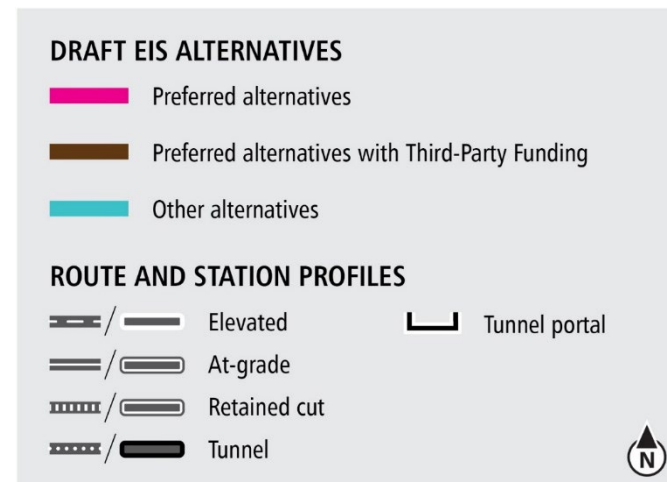 DRAFT EIS ALTERNATIVES
Preferred alternatives
Preferred alternatives with Third-Party Funding
Other alternatives
ROUTE AND STATION PROFILES
/ Elevated
Tunnel portal
/ At-grade
/ Retained cut
/ Tunnel
N